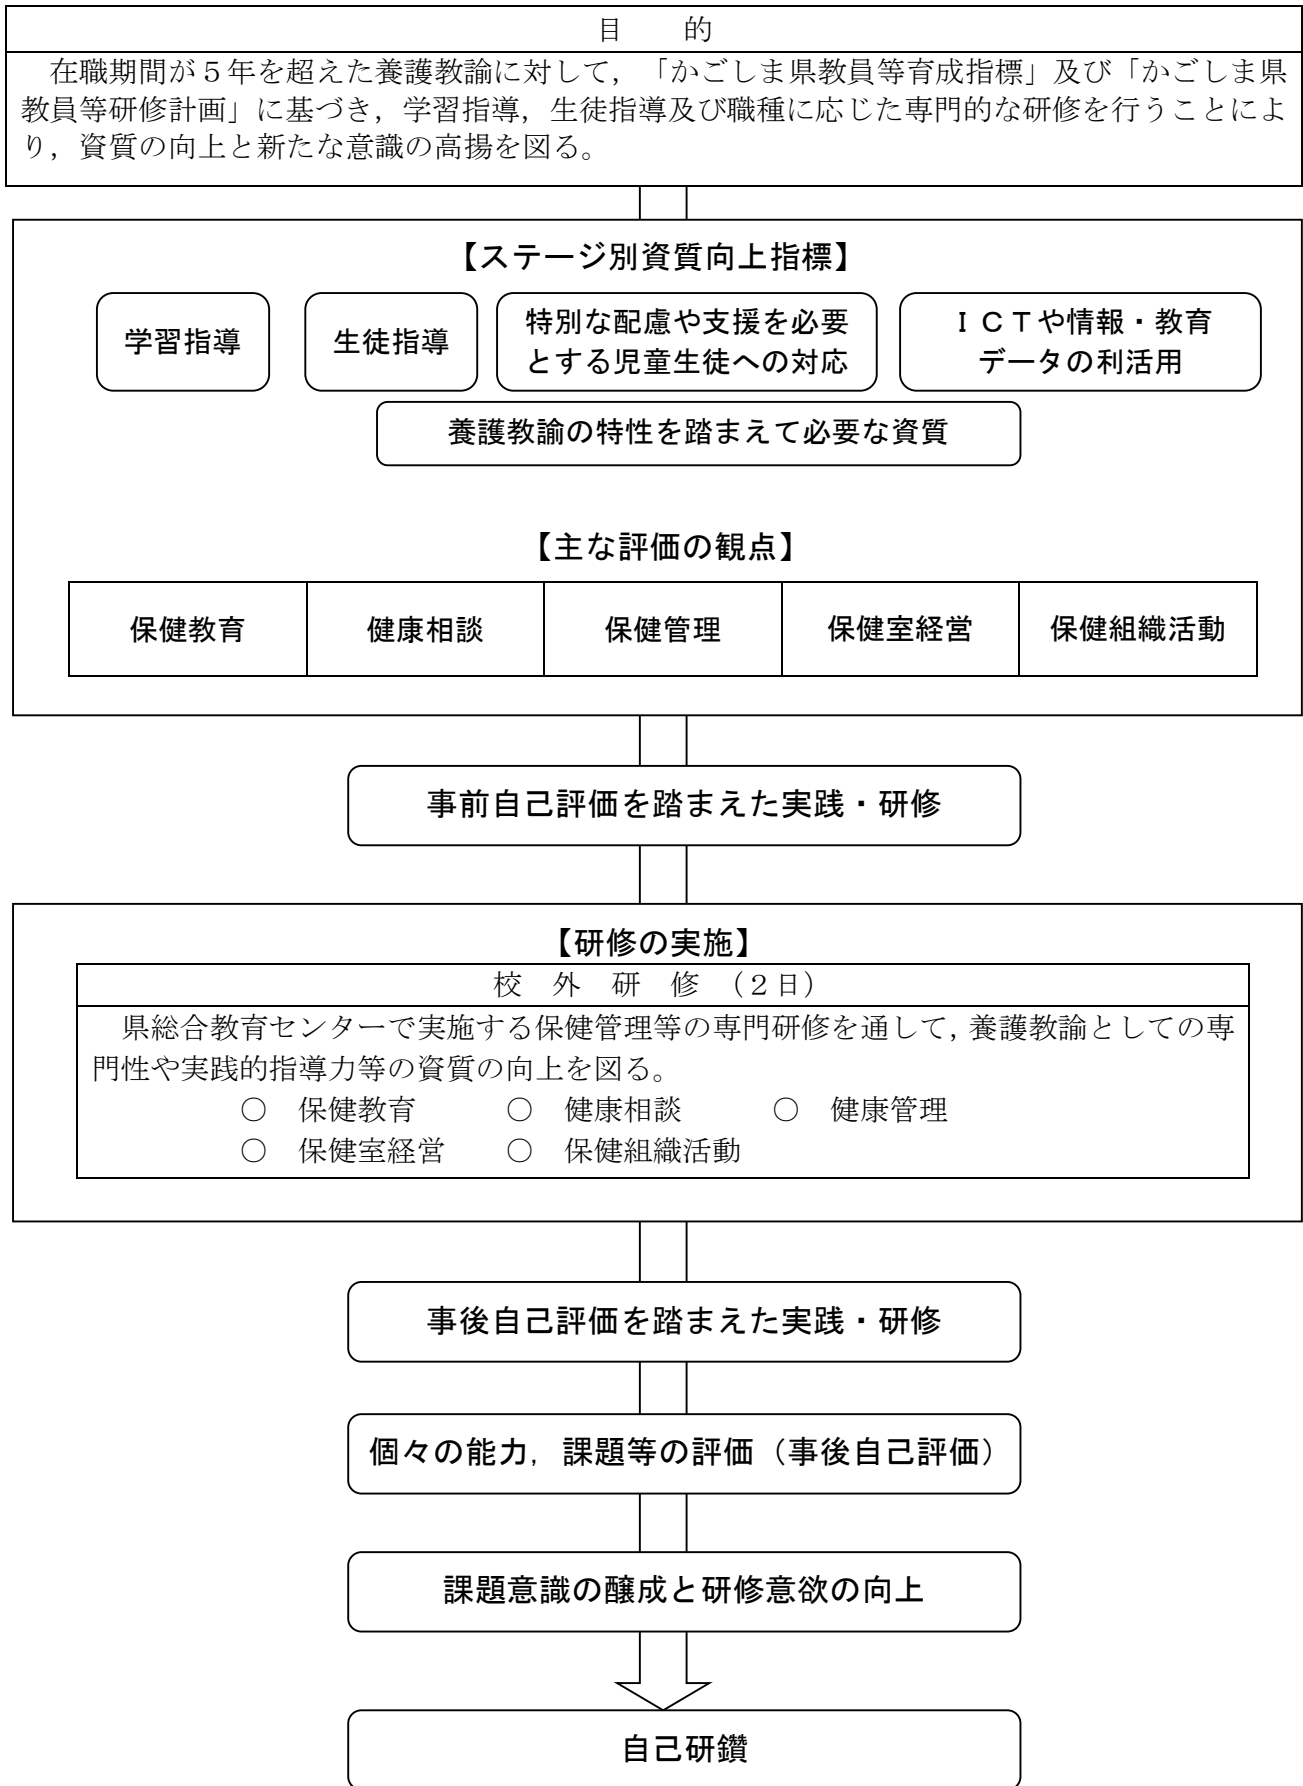 目　　的
　在職期間が５年を超えた養護教諭に対して，「かごしま県教員等育成指標」及び「かごしま県
教員等研修計画」に基づき，学習指導，生徒指導及び職種に応じた専門的な研修を行うことによ
り，資質の向上と新たな意識の高揚を図る。
【ステージ別資質向上指標】
学習指導
生徒指導
特別な配慮や支援を必要
とする児童生徒への対応
ＩＣＴや情報・教育
データの利活用
養護教諭の特性を踏まえて必要な資質
【主な評価の観点】
保健教育　健康相談　保健管理　保健室経営　保健組織活動
事前自己評価を踏まえた実践・研修
【研修の実施】
校　外　研　修　（２日）
　県総合教育センターで実施する保健管理等の専門研修を通して，養護教諭としての専
門性や実践的指導力等の資質の向上を図る。
○　保健教育　　○　健康相談　　○　健康管理
○　保健室経営　　○　保健組織活動
事後自己評価を踏まえた実践・研修
個々の能力，課題等の評価（事後自己評価）
課題意識の醸成と研修意欲の向上
自己研鑽